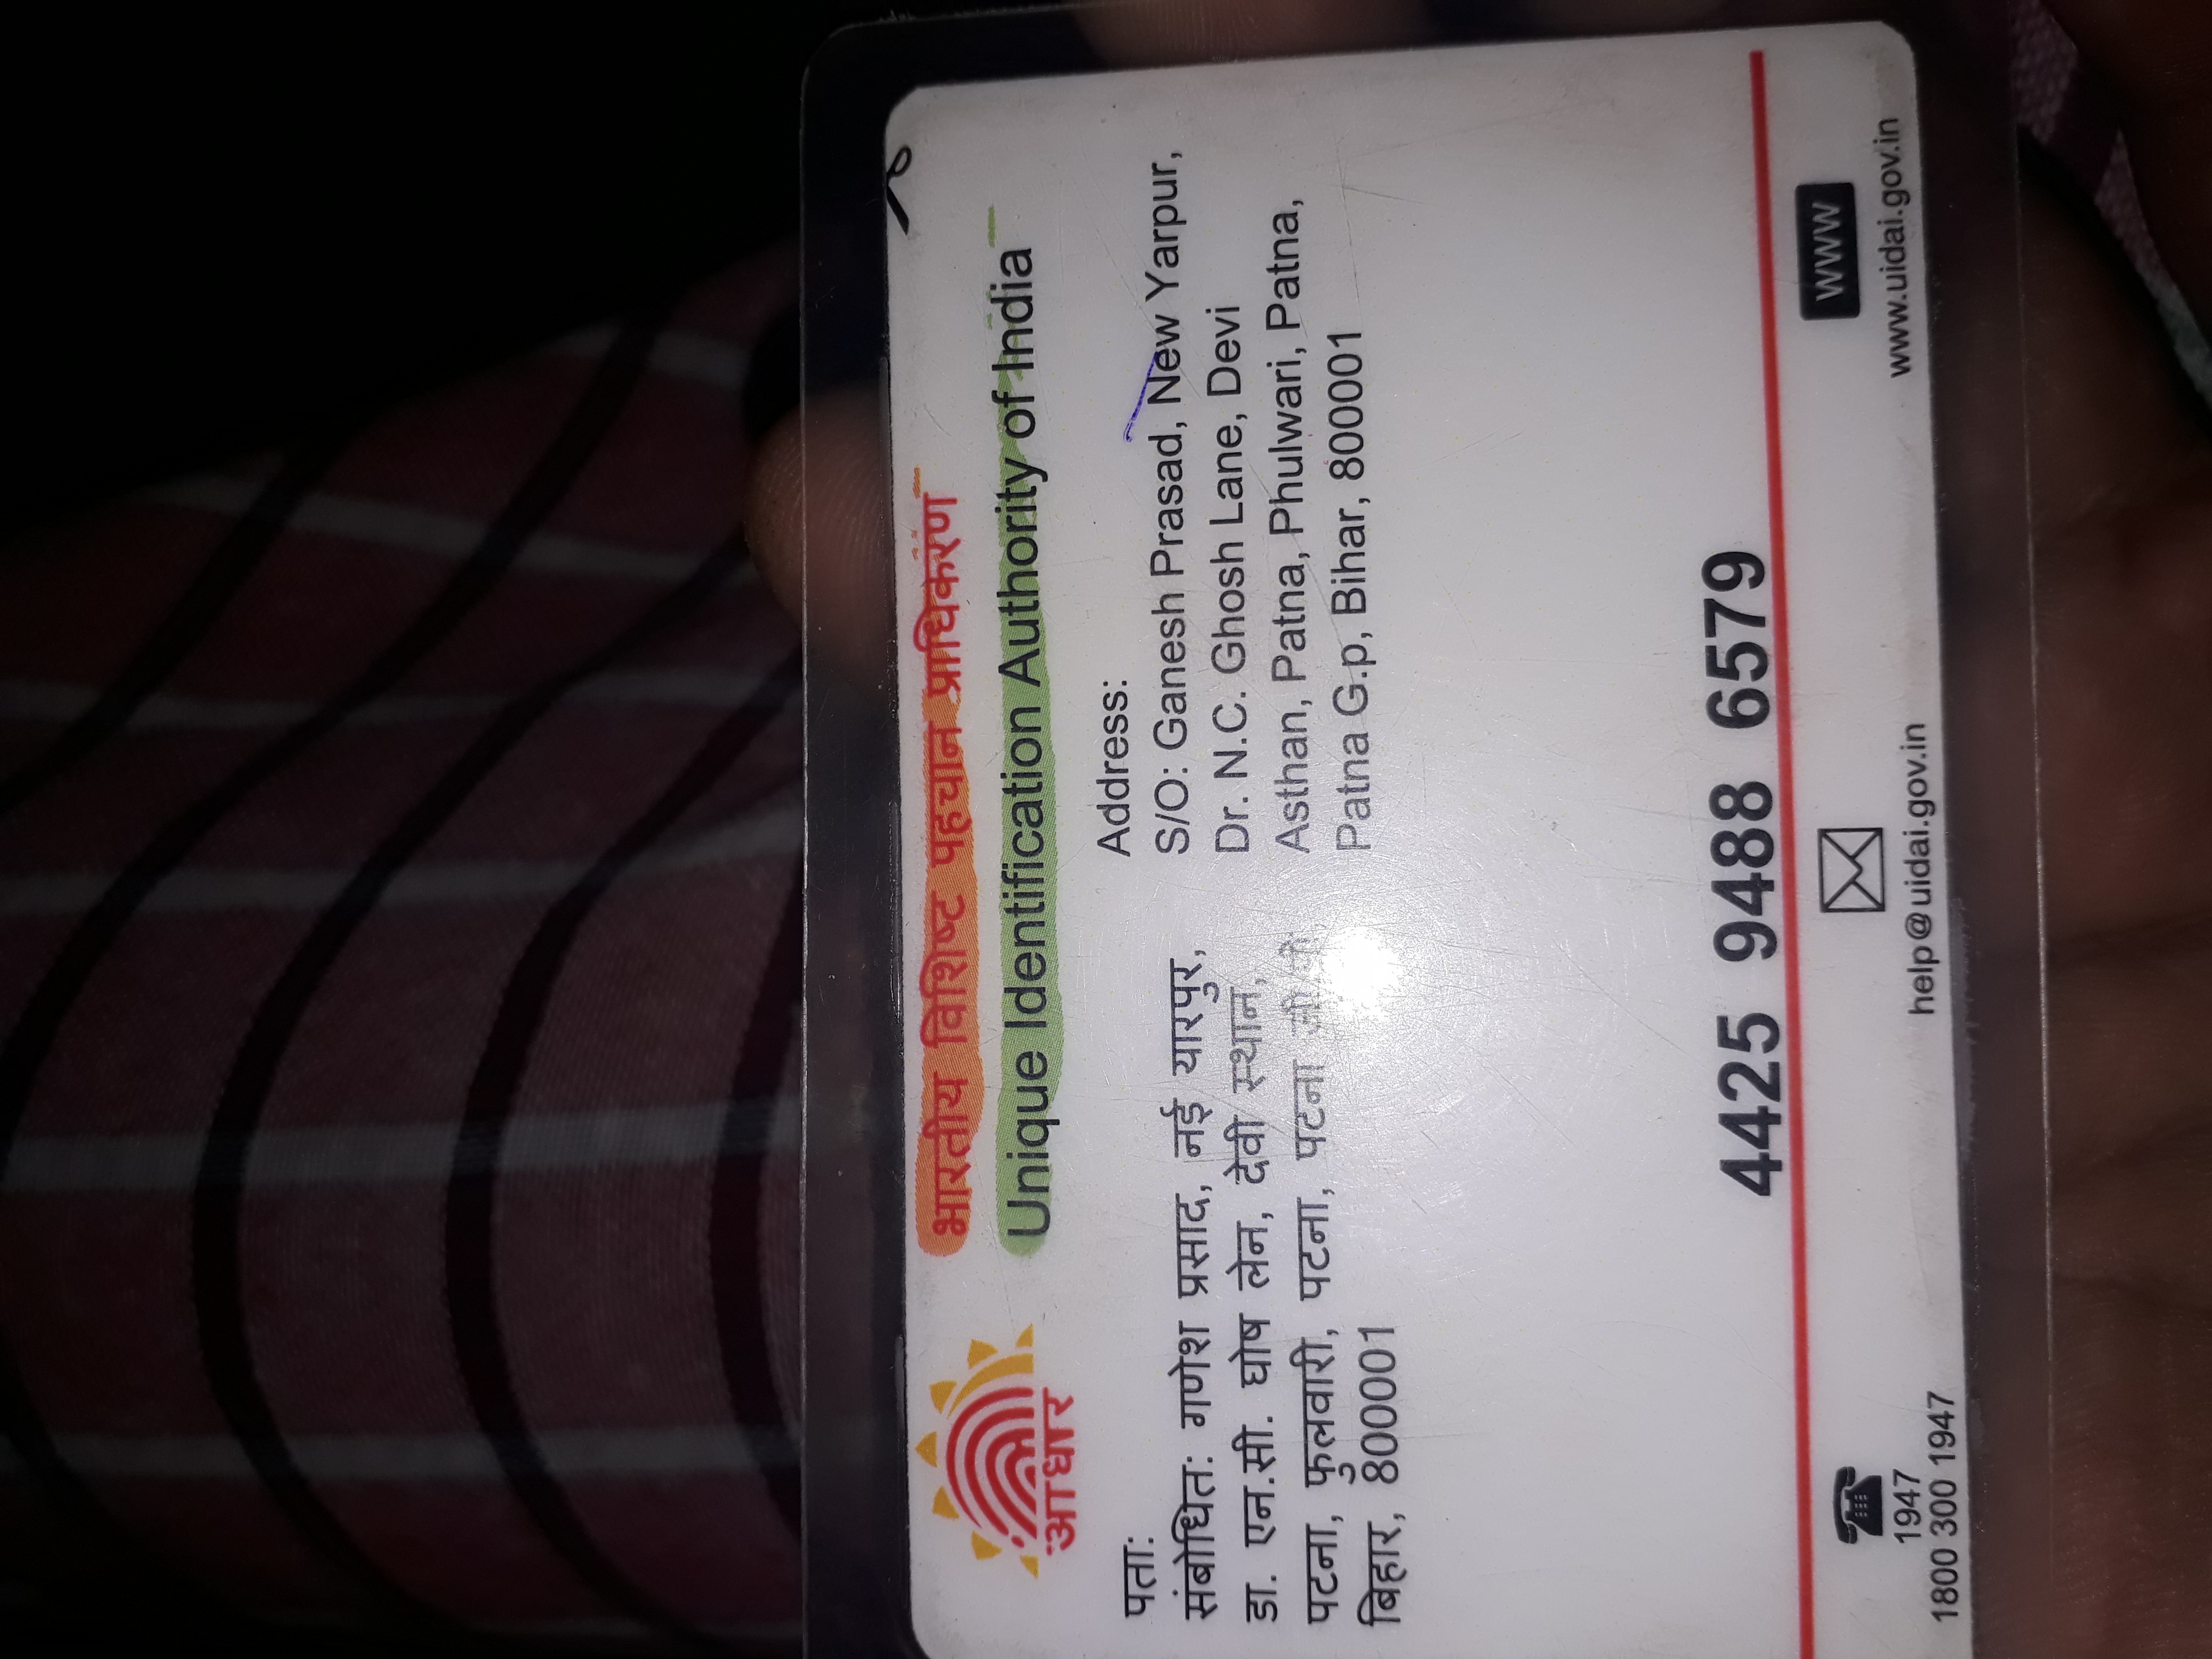 भारतीय विशिष्ट पहचान प्राधिकरण
Unique Identification Authority of India
आधार
पता:
संबोधित: गणेश प्रसाद, नई यारपुर,
डा. एन.सी. घोष लेन, देवी स्थान,
पटना, फुलवारी, पटना, पटना जी
बिहार, 800001
Address:
S/O: Ganesh Prasad, New Yarpur,
Dr. N.C. Ghosh Lane, Devi
Asthan, Patna, Phulwari, Patna,
Patna G.p, Bihar, 800001
4425 9488 6579
1947
1800 300 1947
help@uidai.gov.in
WWW
www.uidai.gov.in